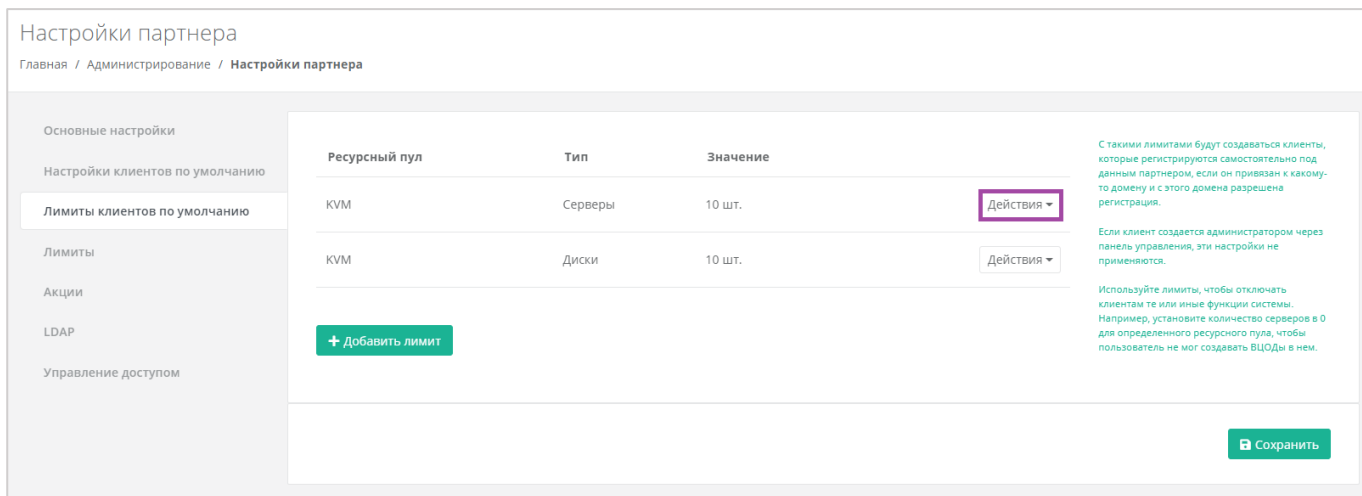 Настройки партнера
Главная / Администрирование / Настройки партнера
Основные настройки
Настройки клиентов по умолчанию
Лимиты клиентов по умолчанию
Лимиты
Акции
LDAP
Управление доступом
Ресурсный пул Тип Значение
KVM Серверы 10 шт. Действия
KVM Диски 10 шт. Действия
+ Добавить лимит
С такими лимитами будут создаваться клиенты,
которые регистрируются самостоятельно под
данным партнером, если он привязан к какому-
то домену и с этого домена разрешена
регистрация.
Если клиент создается администратором через
панель управления, эти настройки не
применяются.
Используйте лимиты, чтобы отключать
клиентам те или иные функции системы.
Например, установите количество серверов в 0
для определенного ресурсного пула, чтобы
пользователь не мог создавать ВЦОДы в нем.
Сохранить